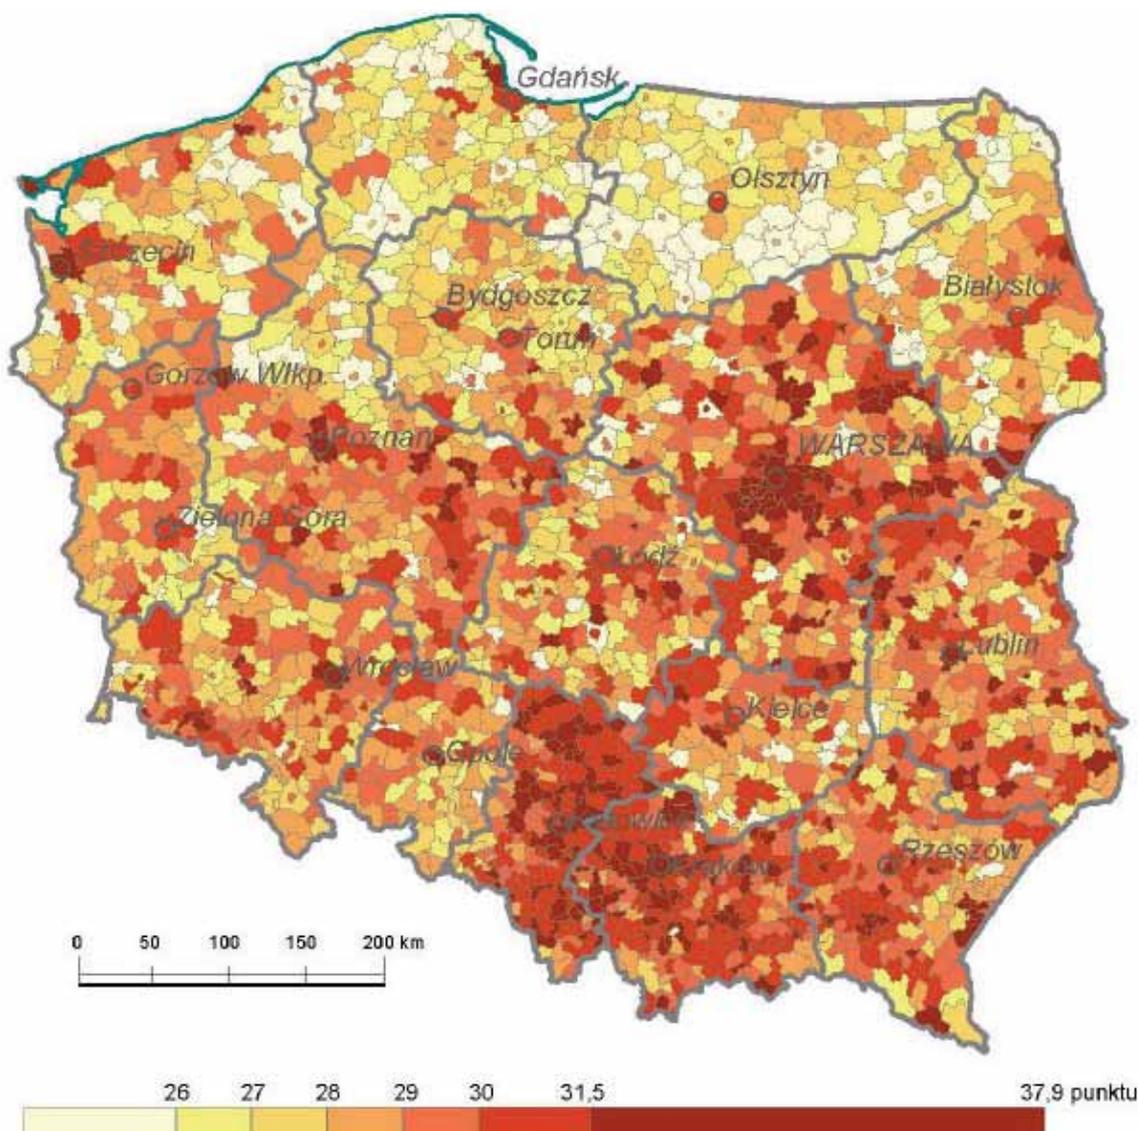 Gdańsk
Olsztyn
Szczecin
Bydgoszcz
Białystok
Toruń
Gorzów Wlkp.
Poznań
WARSZAWA
Zielona Góra
Łódź
Lublin
Wrocław
Kielce
Opole
Rzeszów
Kraków
0 50 100 150 200 km
26 27 28 29 30 31,5 37,9 punktu